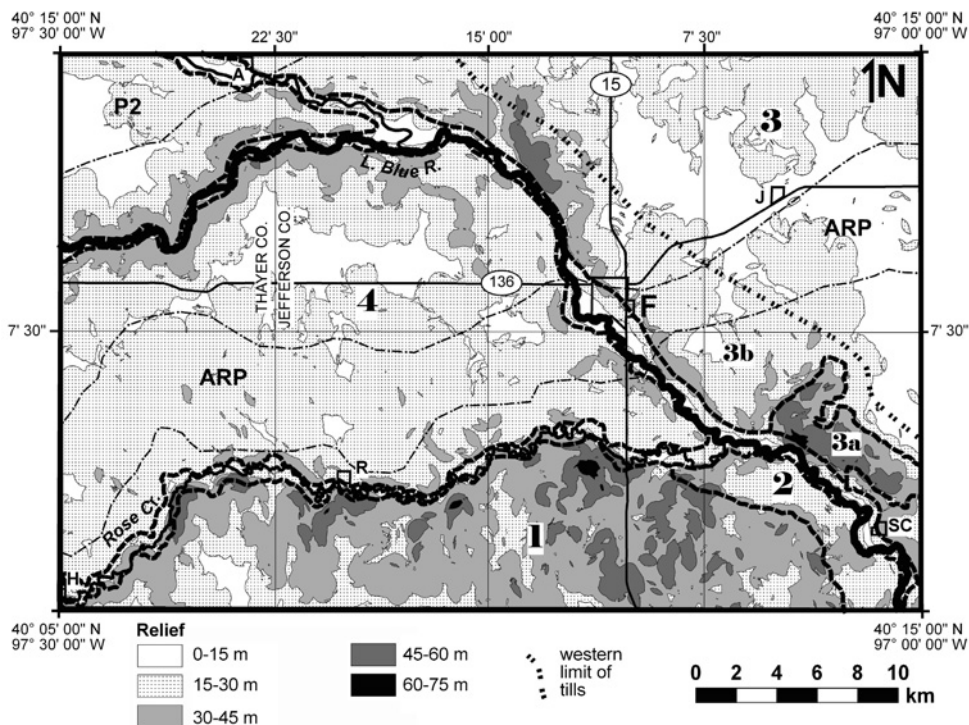 40° 15' 00" N
97° 30' 00" W
22' 30"
15' 00"
7' 30"
40° 15' 00" N
97° 00' 00" W
A
15
N
P2
3
L. Blue R.
J
ARP
THAYER CO.
JEFFERSON CO.
136
4
F
7' 30"
7' 30"
3b
ARP
3a
R
2
Rose Cr.
SC
1
H
40° 05' 00" N
97° 30' 00" W
40° 15' 00" N
97° 00' 00" W
Relief
0-15 m
15-30 m
30-45 m
45-60 m
60-75 m
western
limit of
tills
0 2 4 6 8 10
km